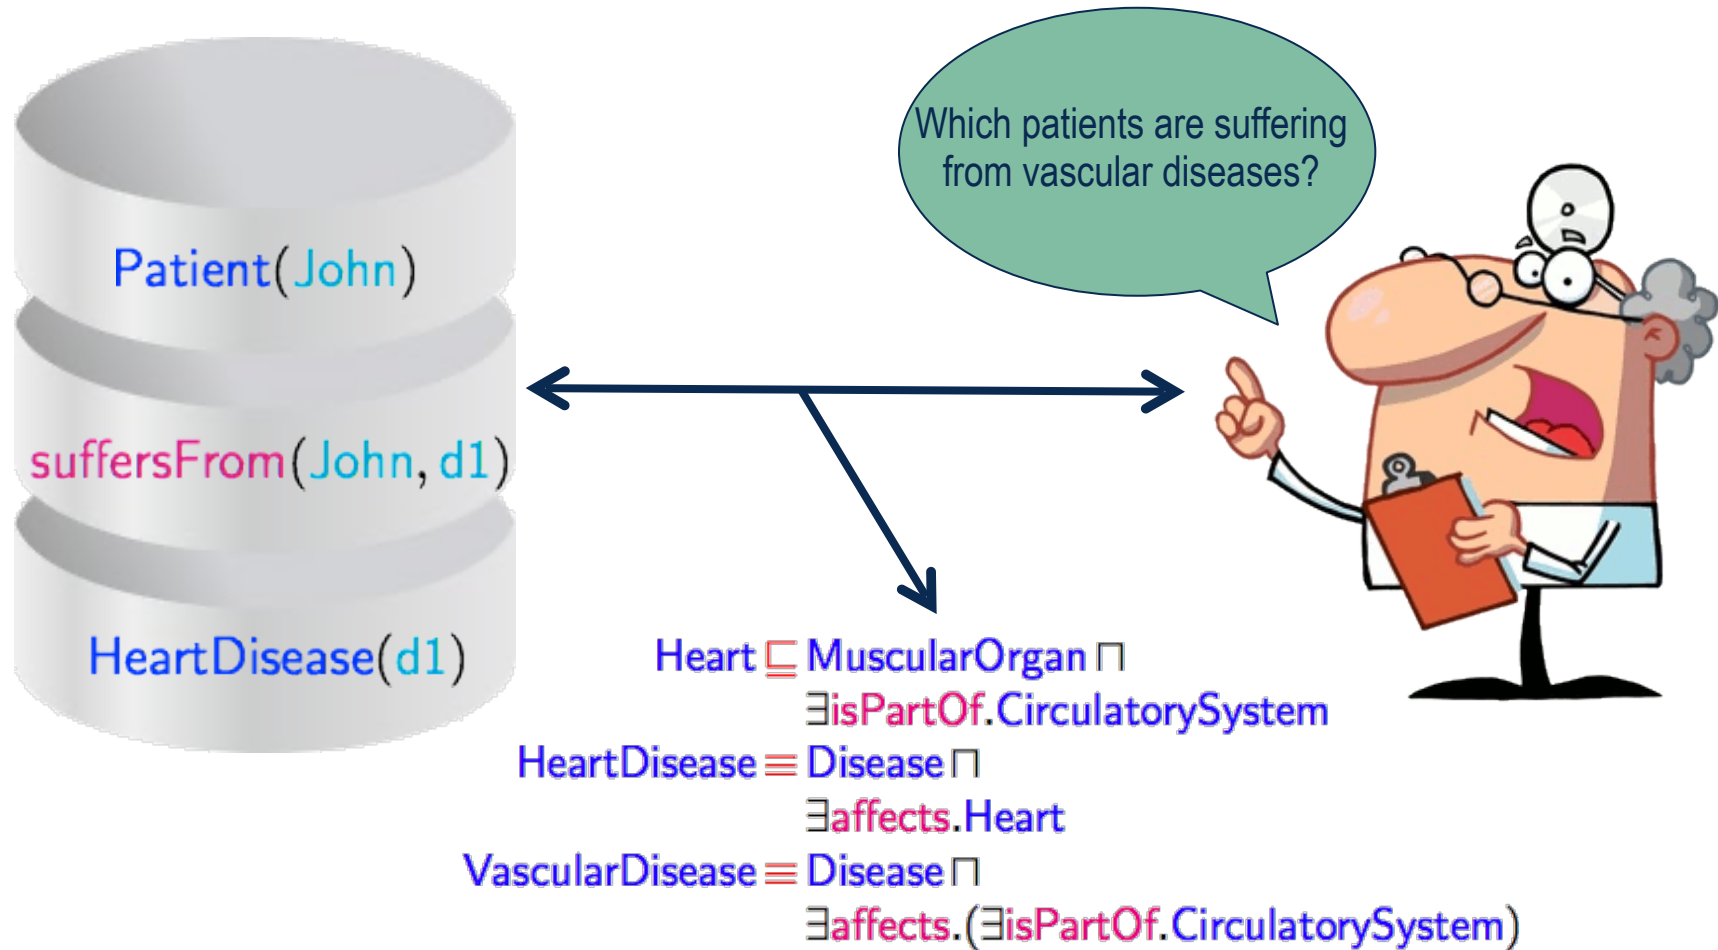 Patient(John)
suffersFrom(John, d1)
HeartDisease(d1)
Which patients are suffering
from vascular diseases?
Heart ⊑ MuscularOrgan ⊓
∃isPartOf.CirculatorySystem
HeartDisease ≡ Disease ⊓
∃affects.Heart
VascularDisease ≡ Disease ⊓
∃affects.(∃isPartOf.CirculatorySystem)